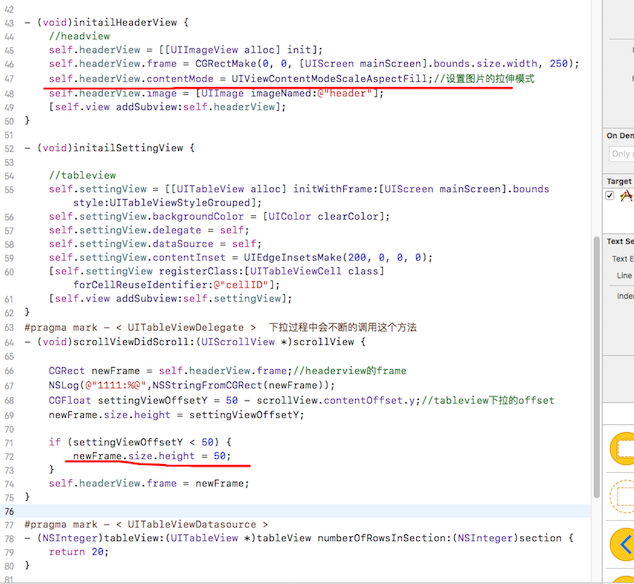 42
43
- (void)initailHeaderView {
44
//headview
45
self.headerView = [[UIImageView alloc] init];
46
self.headerView.frame = CGRectMake(0, 0, [UIScreen mainScreen].bounds.size.width, 250);
47
self.headerView.contentMode = UIViewContentModeScaleAspectFill;//设置图片的拉伸模式
48
self.headerView.image = [UIImage imageNamed:@"header"];
49
[self.view addSubview:self.headerView];
50
}
51
52
- (void)initailSettingView {
53
54
//tableview
55
self.settingView = [[UITableView alloc] initWithFrame:[UIScreen mainScreen].bounds
style:UITableViewStyleGrouped];
56
self.settingView.backgroundColor = [UIColor clearColor];
57
self.settingView.delegate = self;
58
self.settingView.dataSource = self;
59
self.settingView.contentInset = UIEdgeInsetsMake(200, 0, 0, 0);
60
[self.settingView registerClass:[UITableViewCell class]
forCellReuseIdentifier:@"cellID"];
61
[self.view addSubview:self.settingView];
62
}
63
#pragma mark - < UITableViewDelegate > 下拉过程中会不断的调用这个方法
64
- (void)scrollViewDidScroll:(UIScrollView *)scrollView {
65
66
CGRect newFrame = self.headerView.frame;//headerview的frame
67
NSLog(@"1111:%@",NSStringFromCGRect(newFrame));
68
CGFloat settingViewOffsetY = 50 - scrollView.contentOffset.y;//tableview下拉的offset
69
newFrame.size.height = settingViewOffsetY;
70
71
if (settingViewOffsetY < 50) {
72
newFrame.size.height = 50;
73
}
74
self.headerView.frame = newFrame;
75
}
76
77
#pragma mark - < UITableViewDatasource >
78
- (NSInteger)tableView:(UITableView *)tableView numberOfRowsInSection:(NSInteger)section {
79
return 20;
80
}
81
On Den
Only
Target
Text Se
Text E
Line
Inden